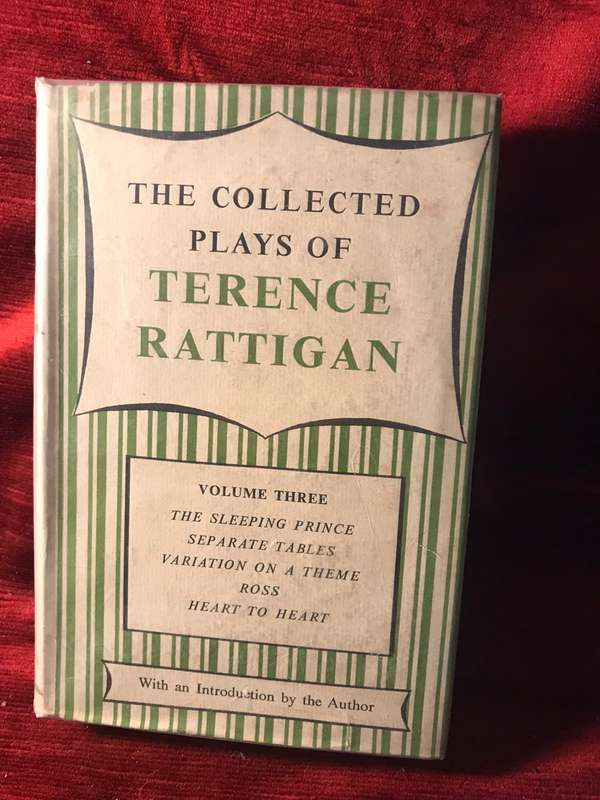 THE COLLECTED
PLAYS OF
TERENCE
RATTIGAN
VOLUME THREE
THE SLEEPING PRINCE
SEPARATE TABLES
VARIATION ON A THEME
ROSS
HEART TO HEART
With an Introduction by the Author